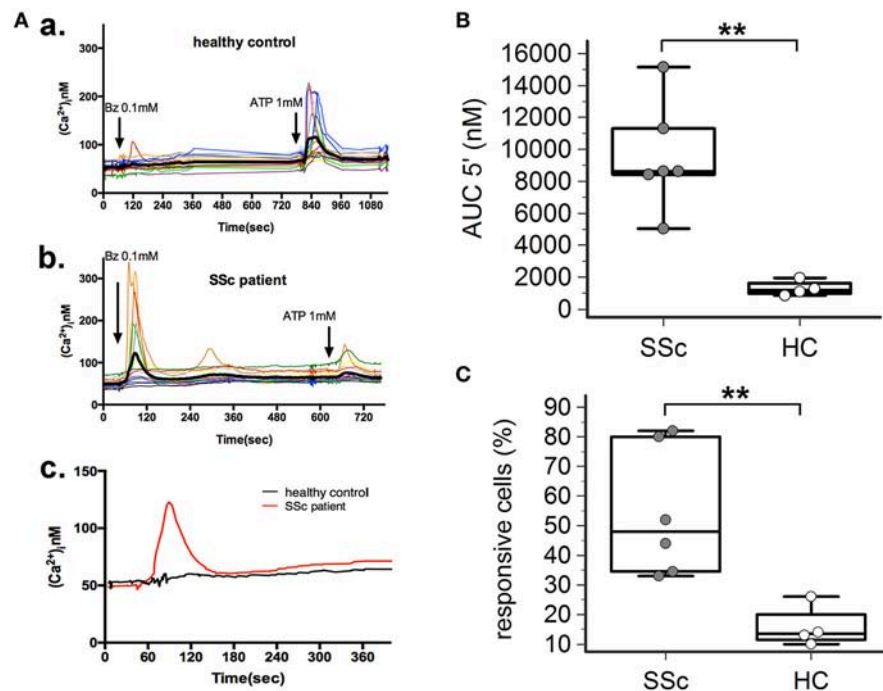 A
a.
healthy control
300
200
100
0
(Ca²⁺)ᵢnM
Bz 0.1mM
ATP 1mM
0 120 240 360 480 600 720 840 960 1080
Time(sec)
b.
SSc patient
300
200
100
0
(Ca²⁺)ᵢnM
Bz 0.1mM
ATP 1mM
0 120 240 360 480 600 720
Time(sec)
c.
150
100
50
0
(Ca²⁺)ᵢnM
healthy control
SSc patient
0 60 120 180 240 300 360
Time(sec)
B
**
16000
14000
12000
10000
8000
6000
4000
2000
0
AUC 5' (nM)
SSc HC
C
**
90
80
70
60
50
40
30
20
10
responsive cells (%)
SSc HC